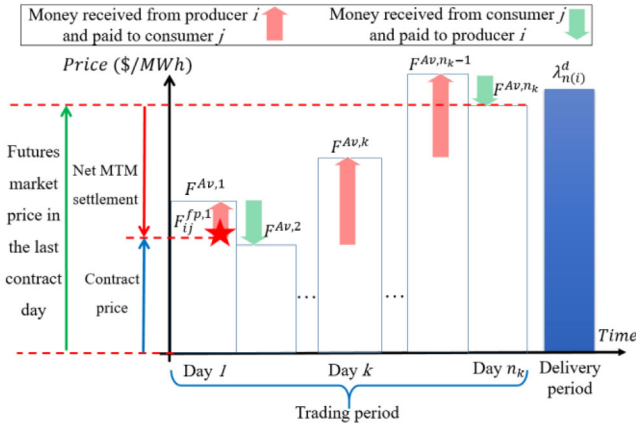 Money received from producer i
and paid to consumer j
Money received from consumer j
and paid to producer i
Price ($/MWh)
F^{Av,n_k-1}
F^{Av,n_k}
λ^d_{n(i)}
Futures
market
price in
the last
contract
day
Net MTM
settlement
Contract
price
F^{Av,1}
F^{fp,1}_{ij}
F^{Av,2}
F^{Av,k}
...
...
Time
Day 1
Day k
Day n_k
Delivery
period
Trading period